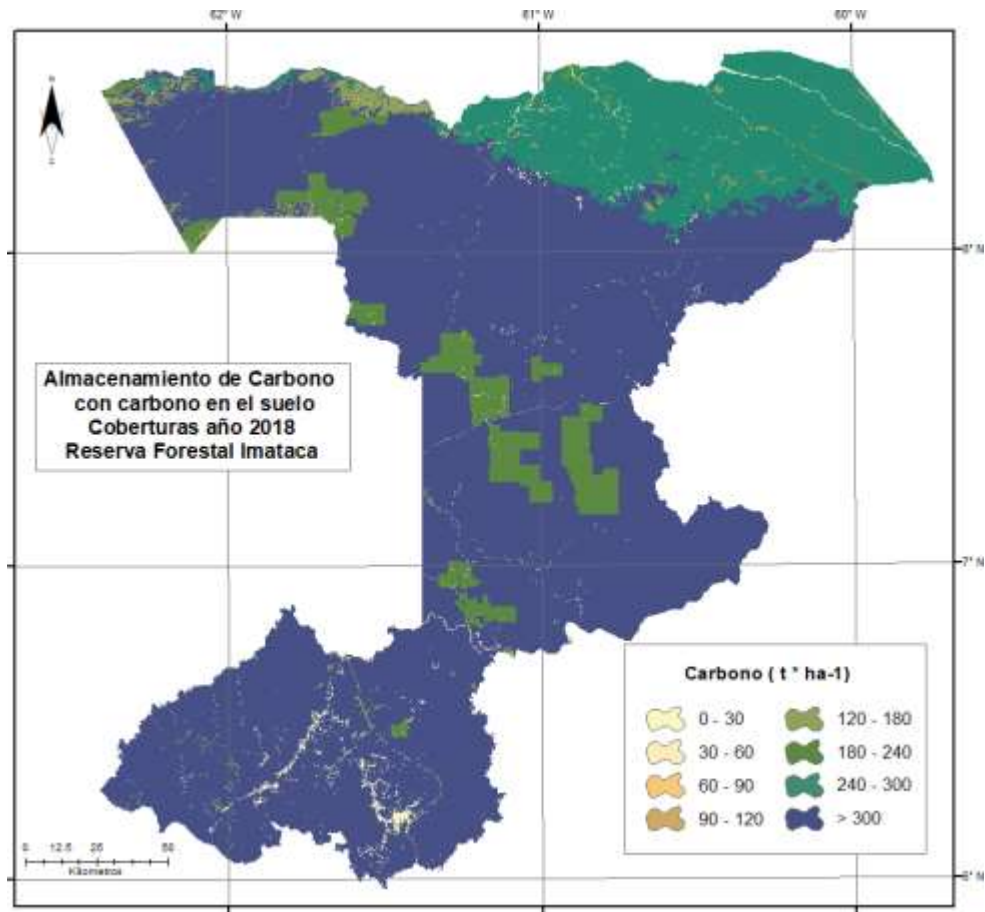 62° W 61° W 60° W
N
S
8° N
Almacenamiento de Carbono
con carbono en el suelo
Coberturas año 2018
Reserva Forestal Imataca
7° N
Carbono ( t * ha-1)
0 - 30
30 - 60
60 - 90
90 - 120
120 - 180
180 - 240
240 - 300
> 300
0 12.5 25 50
Kilómetros
6° N